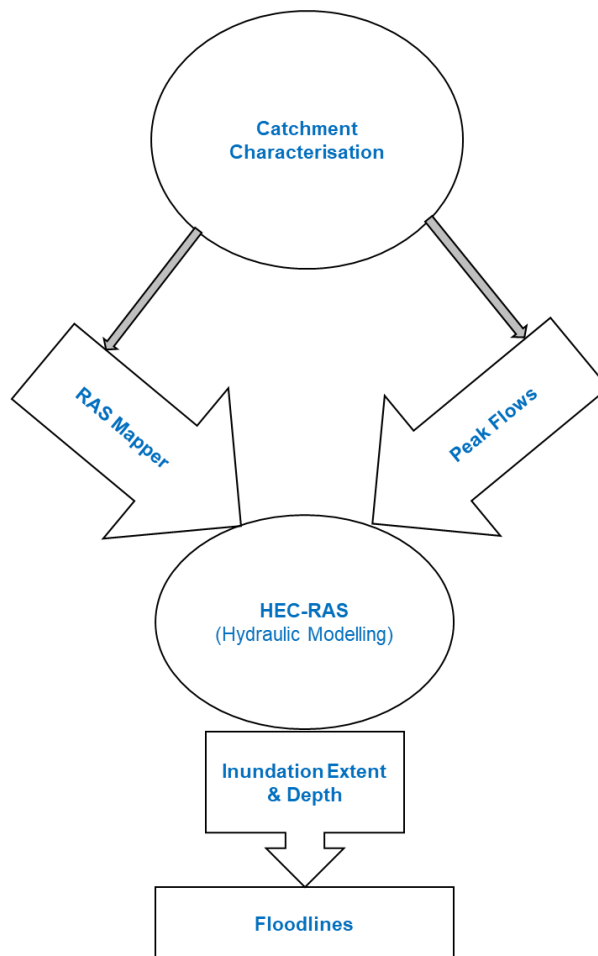 Catchment
Characterisation
RAS Mapper
Peak Flows
HEC-RAS
(Hydraulic Modelling)
Inundation Extent
& Depth
Floodlines